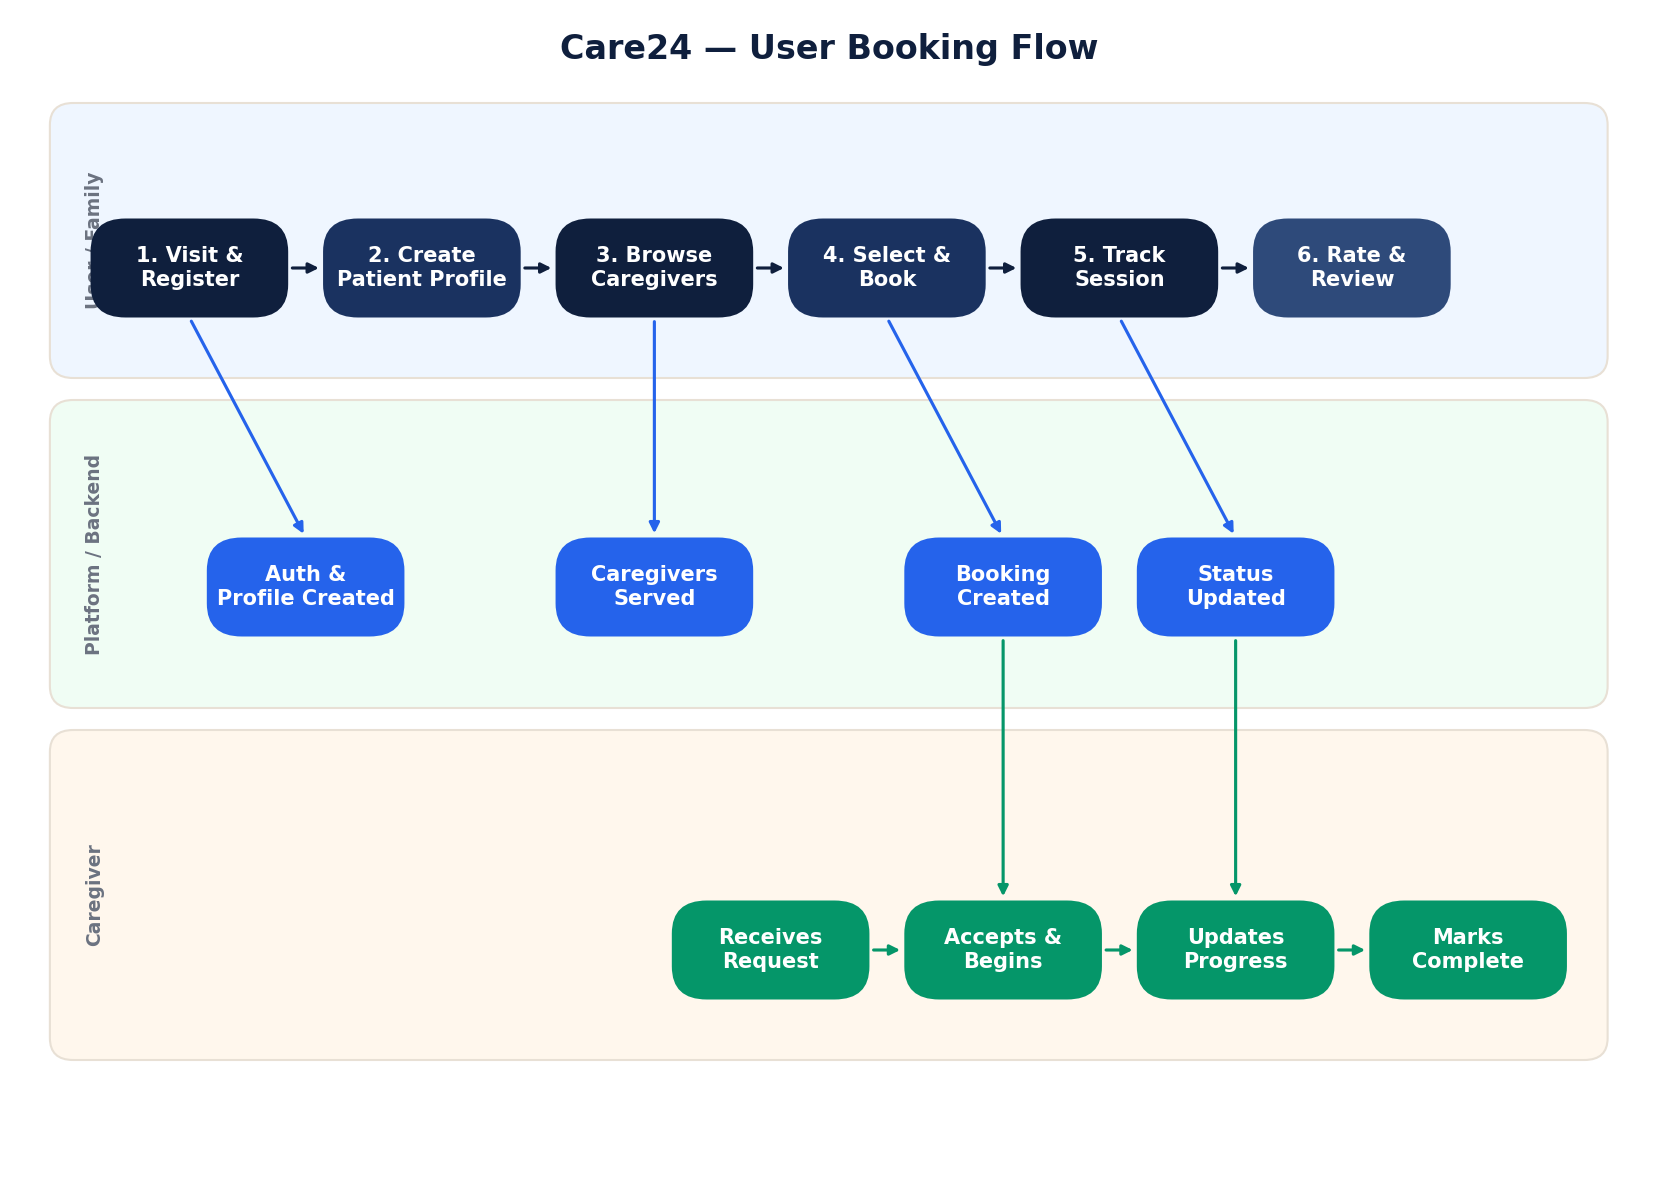 Care24 — User Booking Flow
User / Family
1. Visit &
Register
2. Create
Patient Profile
3. Browse
Caregivers
4. Select &
Book
5. Track
Session
6. Rate &
Review
Platform / Backend
Auth &
Profile Created
Caregivers
Served
Booking
Created
Status
Updated
Caregiver
Receives
Request
Accepts &
Begins
Updates
Progress
Marks
Complete